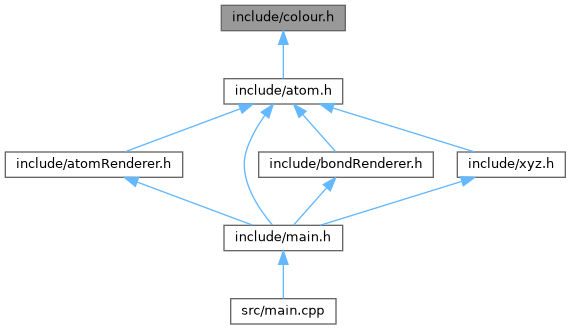 include/colour.h
include/atom.h
include/atomRenderer.h
include/bondRenderer.h
include/xyz.h
include/main.h
src/main.cpp